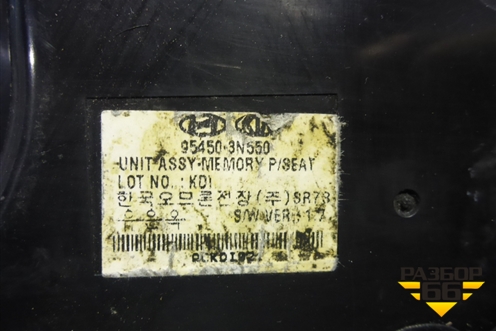 95450-3N550
UNIT ASSY-MEMORY P/SEAT
LOT NO. : KDI
한국오므론전장(주) SR78
S/W VER : 1.7
РАЗБОР
66